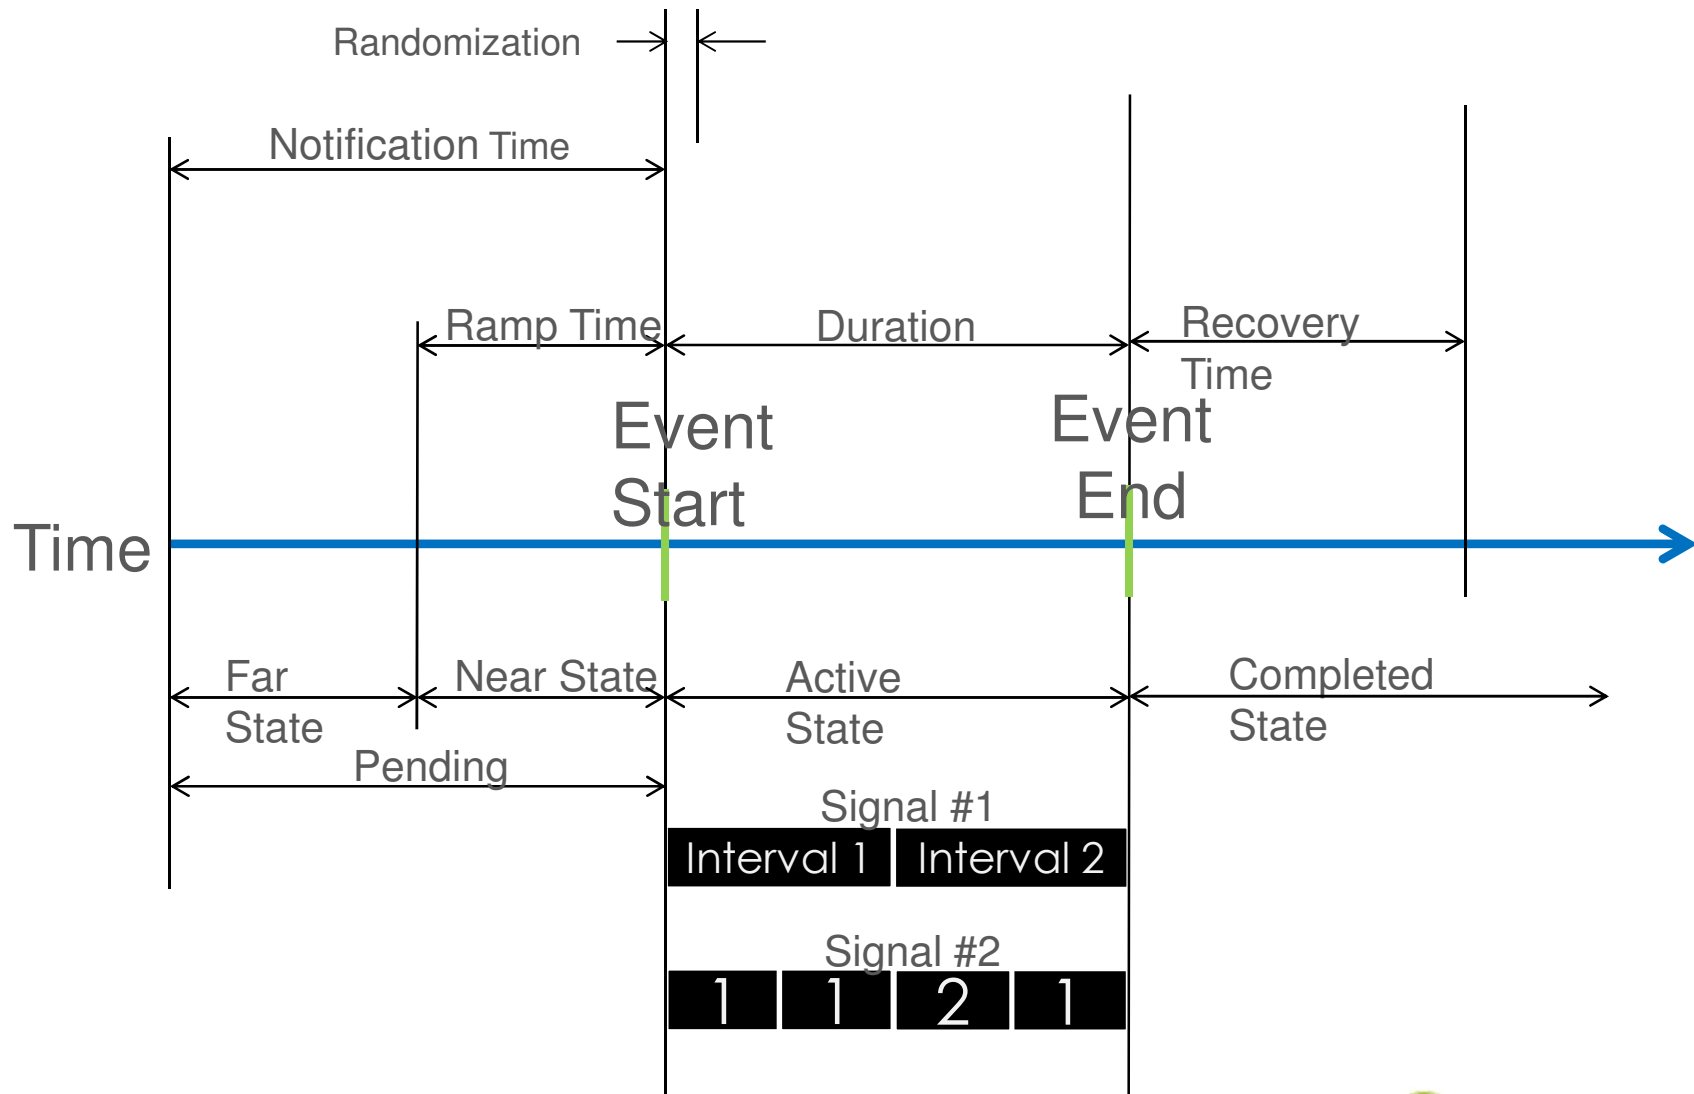 Randomization
Notification Time
Ramp Time
Duration
Recovery
Time
Event
Start
Event
End
Time
Far
State
Near State
Active
State
Completed
State
Pending
Signal #1
Interval 1
Interval 2
Signal #2
1
1
2
1